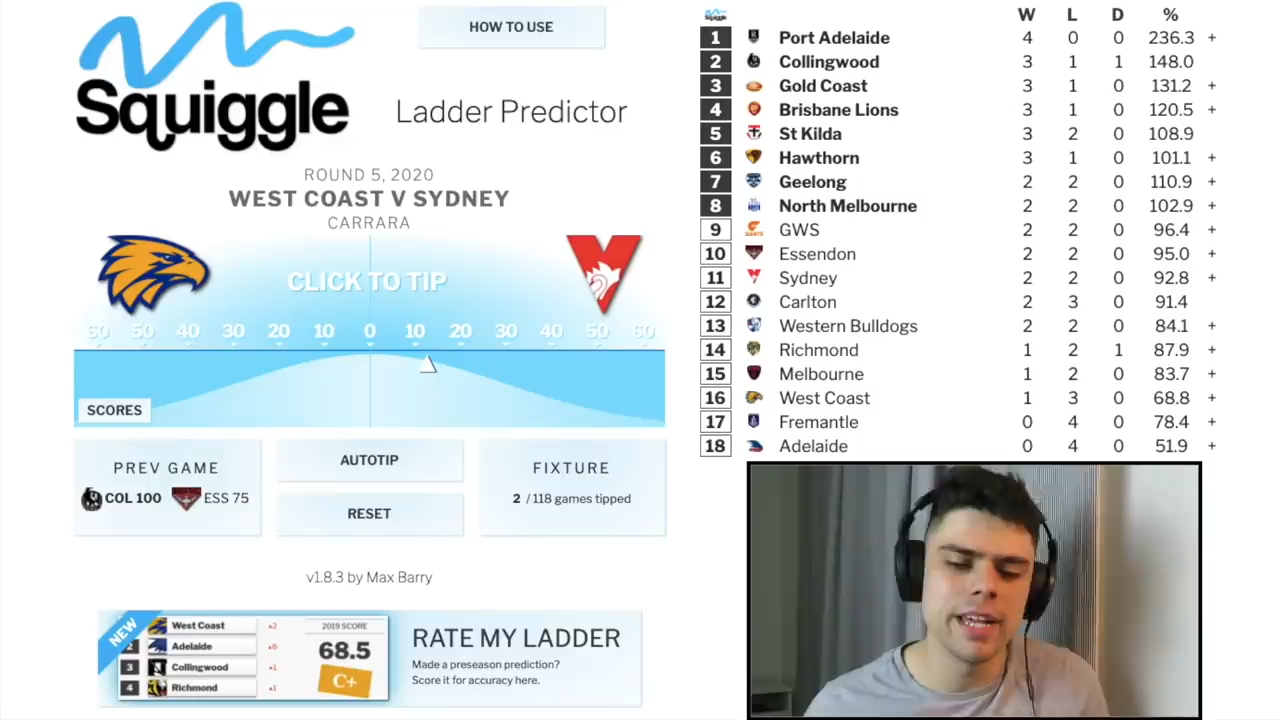 HOW TO USE
Squiggle
Ladder Predictor
ROUND 5, 2020
WEST COAST V SYDNEY
CARRARA
CLICK TO TIP
60 50 40 30 20 10 0 10 20 30 40 50 60
SCORES
PREV GAME
COL 100 ESS 75
AUTOTIP
RESET
FIXTURE
2 / 118 games tipped
v1.8.3 by Max Barry
NEW
West Coast ▲2
2 Adelaide ▲6
3 Collingwood ▲1
4 Richmond ▲1
2019 SCORE
68.5
C+
RATE MY LADDER
Made a preseason prediction?
Score it for accuracy here.
Squiggle W L D %
1 Port Adelaide 4 0 0 236.3 +
2 Collingwood 3 1 1 148.0
3 Gold Coast 3 1 0 131.2 +
4 Brisbane Lions 3 1 0 120.5 +
5 St Kilda 3 2 0 108.9
6 Hawthorn 3 1 0 101.1 +
7 Geelong 2 2 0 110.9 +
8 North Melbourne 2 2 0 102.9 +
9 GWS 2 2 0 96.4 +
10 Essendon 2 2 0 95.0 +
11 Sydney 2 2 0 92.8 +
12 Carlton 2 3 0 91.4
13 Western Bulldogs 2 2 0 84.1 +
14 Richmond 1 2 1 87.9 +
15 Melbourne 1 2 0 83.7 +
16 West Coast 1 3 0 68.8 +
17 Fremantle 0 4 0 78.4 +
18 Adelaide 0 4 0 51.9 +